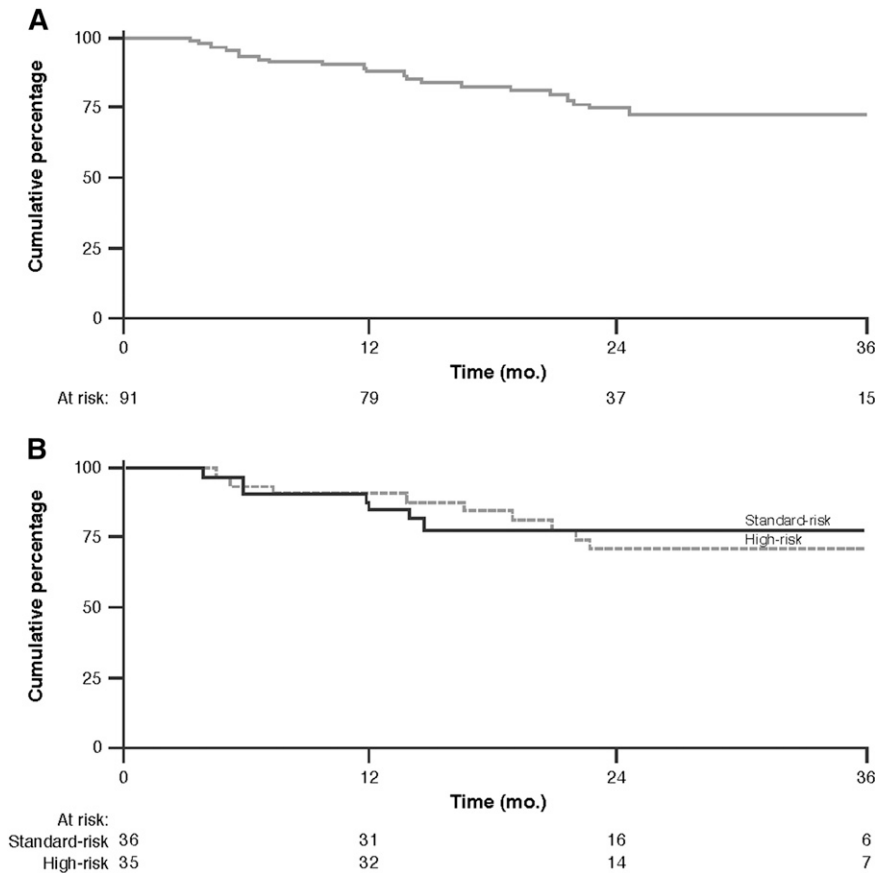 A
Cumulative percentage
100
75
50
25
0
0 12 24 36
Time (mo.)
At risk: 91 79 37 15
B
Cumulative percentage
100
75
50
25
0
Standard-risk
High-risk
0 12 24 36
Time (mo.)
At risk:
Standard-risk 36 31 16 6
High-risk 35 32 14 7